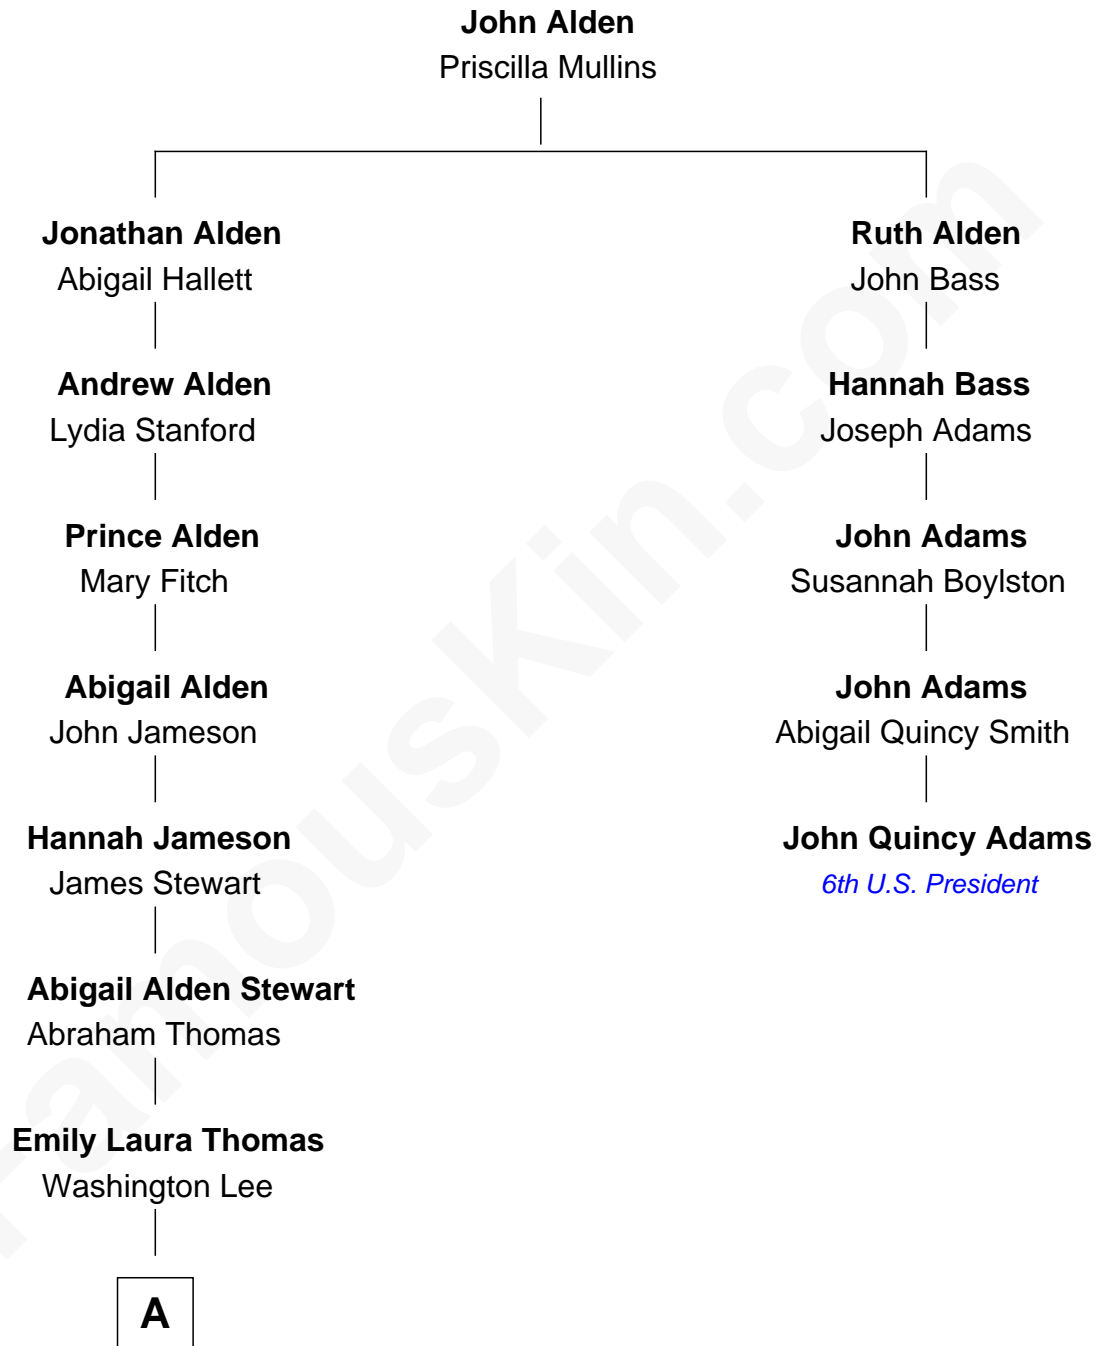 John Alden
Priscilla Mullins
Jonathan Alden
Abigail Hallett
Andrew Alden
Lydia Stanford
Prince Alden
Mary Fitch
Abigail Alden
John Jameson
Hannah Jameson
James Stewart
Abigail Alden Stewart
Abraham Thomas
Emily Laura Thomas
Washington Lee
A
Ruth Alden
John Bass
Hannah Bass
Joseph Adams
John Adams
Susannah Boylston
John Adams
Abigail Quincy Smith
John Quincy Adams
6th U.S. President
FamousKin.com